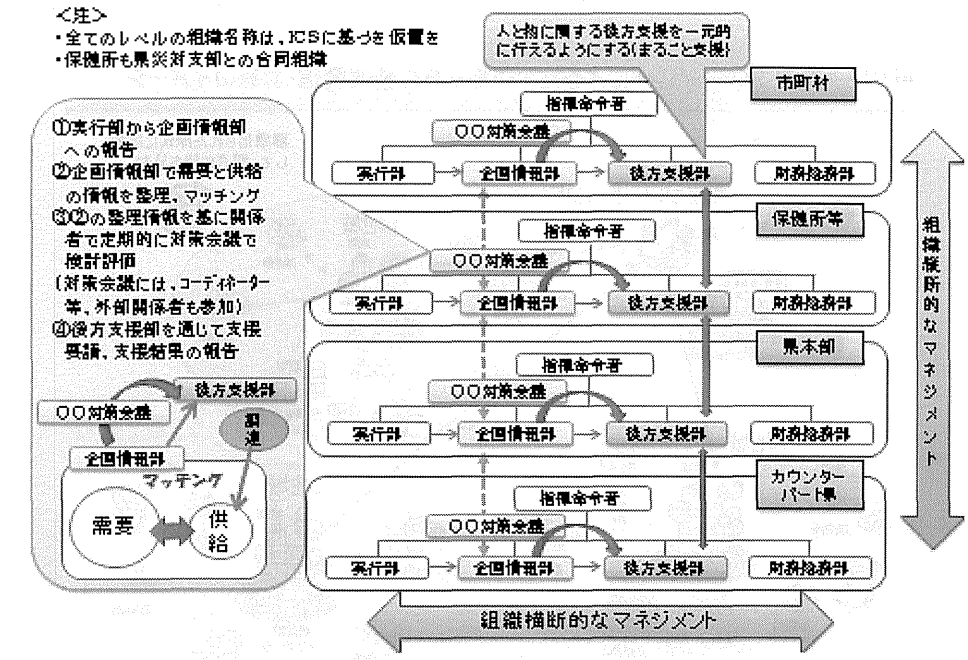 <注>
・全てのレベルの組織名称は、ICSに基づき仮置き
・保健所も県災対支部との合同組織
人と物に関する後方支援を一元的
に行えるようにする(まるごと支援)
①実行部から企画情報部
への報告
②企画情報部で需要と供給
の情報を整理、マッチング
③②の整理情報を基に関係
者で定期的に対策会議で
検討評価
(対策会議には、コーディネーター
等、外部関係者も参加)
④後方支援部を通じて支援
要請、支援結果の報告
後方支援部
〇〇対策会議
調達
企画情報部
マッチング
需要
供給
市町村
指揮命令者
〇〇対策会議
実行部
企画情報部
後方支援部
財務総務部
保健所等
指揮命令者
〇〇対策会議
実行部
企画情報部
後方支援部
財務総務部
県本部
指揮命令者
〇〇対策会議
実行部
企画情報部
後方支援部
財務総務部
カウンター
パート県
指揮命令者
〇〇対策会議
実行部
企画情報部
後方支援部
財務総務部
組織縦断的なマネジメント
組織横断的なマネジメント